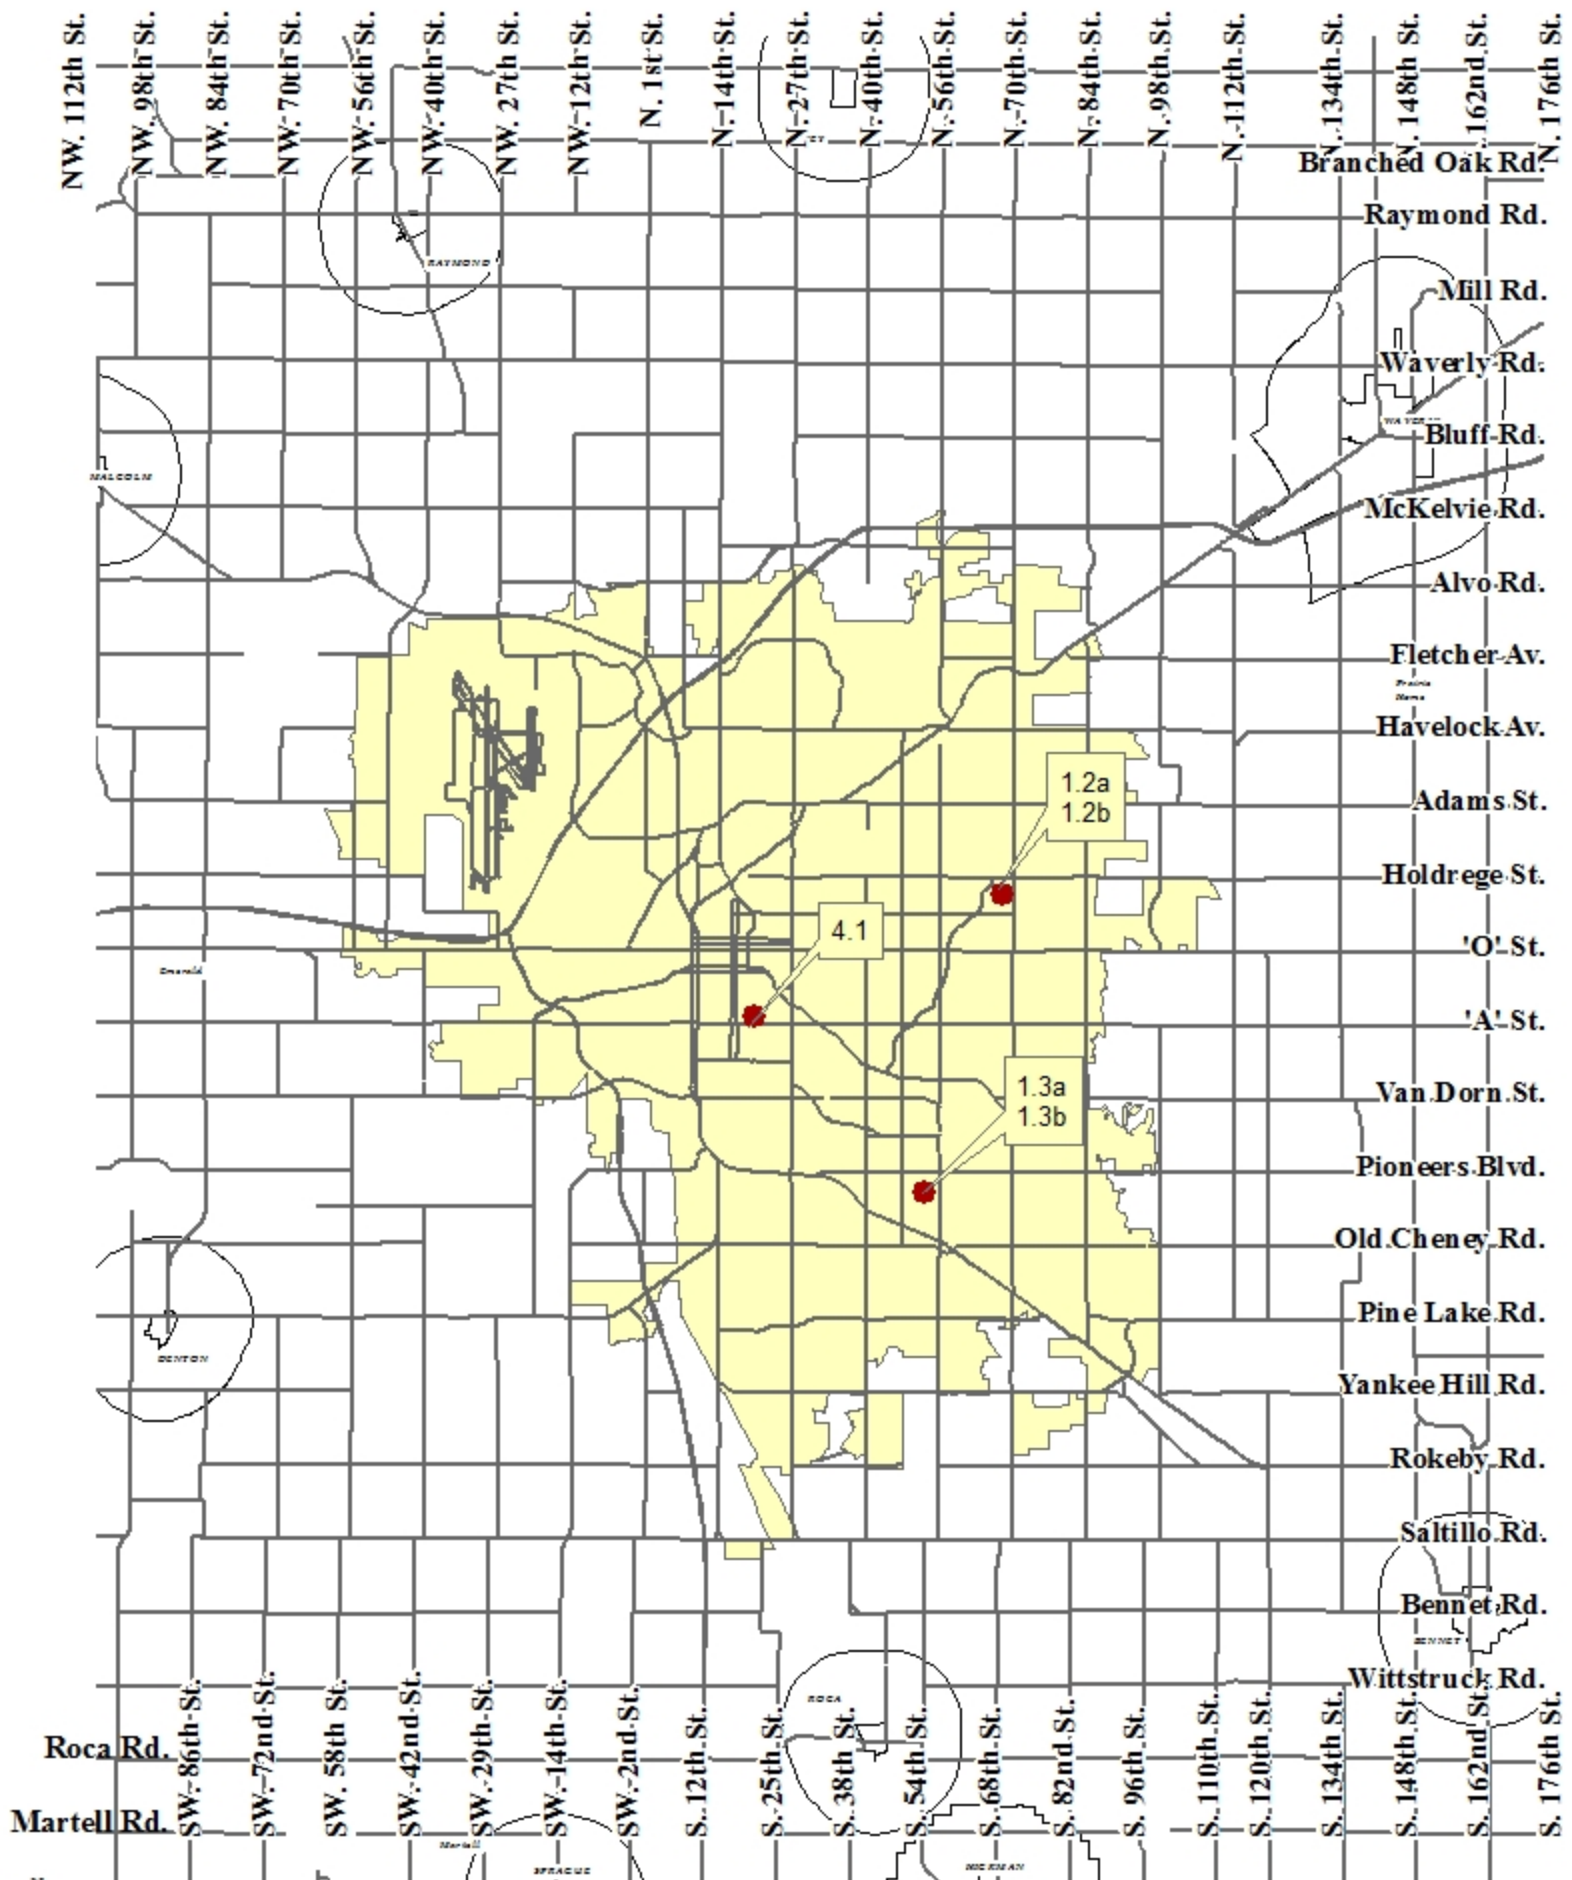 NW. 112th St.
NW. 98th St.
NW. 84th St.
NW. 70th St.
NW. 56th St.
NW. 40th St.
NW. 27th St.
NW. 12th St.
N. 1st St.
N. 14th St.
N. 27th St.
N. 40th St.
N. 56th St.
N. 70th St.
N. 84th St.
N. 98th St.
N. 112th St.
N. 134th St.
N. 148th St.
162nd St.
N. 176th St.
Branched Oak Rd.
Raymond Rd.
RAYMOND
Mill Rd.
Waverly Rd.
Bluff Rd.
MALCOLM
McKelvie Rd.
Alvo Rd.
Fletcher Av.
Prairie
Home
Havelock Av.
1.2a
1.2b
Adams St.
Holdrege St.
4.1
'O' St.
Emerald
'A' St.
1.3a
1.3b
Van Dorn St.
Pioneers Blvd.
Old Cheney Rd.
Pine Lake Rd.
DENTON
Yankee Hill Rd.
Rokeby Rd.
Saltillo Rd.
Bennet Rd.
BENNET
Wittstruck Rd.
ROCA
Roca Rd.
SW. 86th St.
SW. 72nd St.
SW. 58th St.
SW. 42nd St.
SW. 29th St.
SW. 14th St.
SW. 2nd St.
S. 12th St.
S. 25th St.
S. 38th St.
S. 54th St.
S. 68th St.
S. 82nd St.
S. 96th St.
S. 110th St.
S. 120th St.
S. 134th St.
S. 148th St.
S. 162nd St.
S. 176th St.
Martell Rd.
Martell
SPRAGUE
HICKMAN